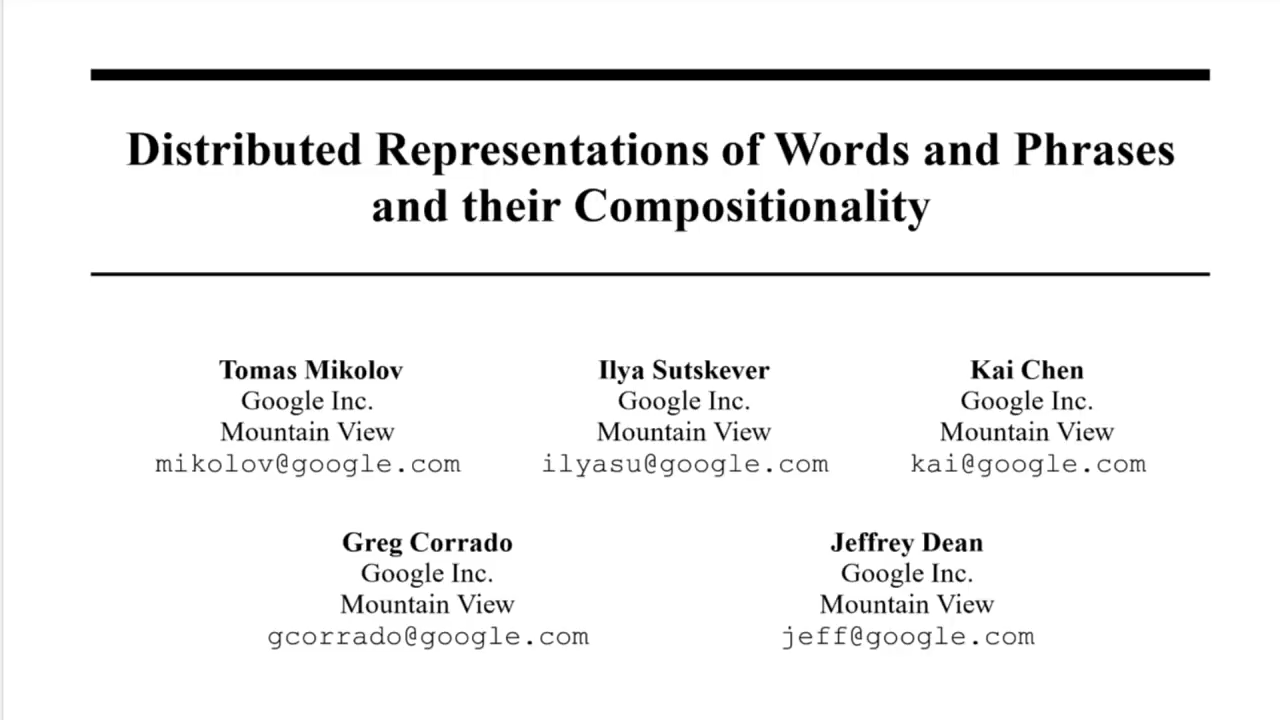 Distributed Representations of Words and Phrases
and their Compositionality
Tomas Mikolov
Google Inc.
Mountain View
mikolov@google.com
Ilya Sutskever
Google Inc.
Mountain View
ilyasu@google.com
Kai Chen
Google Inc.
Mountain View
kai@google.com
Greg Corrado
Google Inc.
Mountain View
gcorrado@google.com
Jeffrey Dean
Google Inc.
Mountain View
jeff@google.com